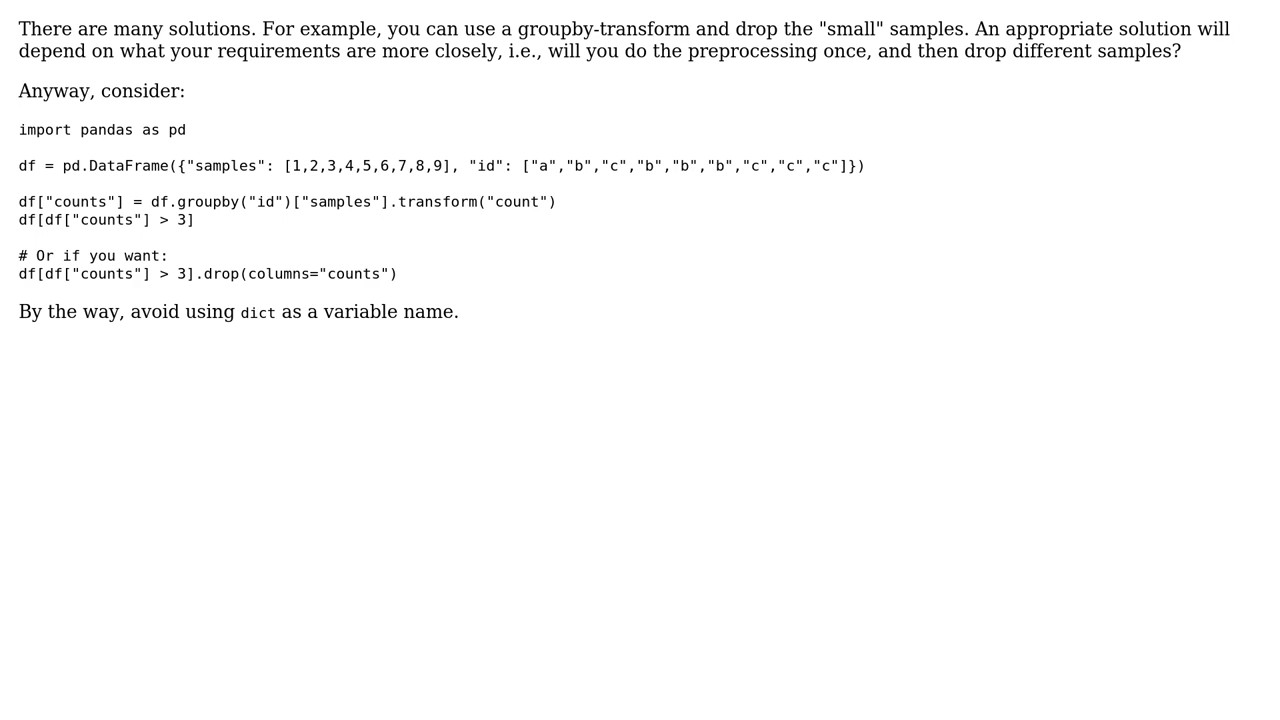 There are many solutions. For example, you can use a groupby-transform and drop the "small" samples. An appropriate solution will
depend on what your requirements are more closely, i.e., will you do the preprocessing once, and then drop different samples?
Anyway, consider:
import pandas as pd
df = pd.DataFrame({"samples": [1,2,3,4,5,6,7,8,9], "id": ["a","b","c","b","b","b","c","c","c"]})
df["counts"] = df.groupby("id")["samples"].transform("count")
df[df["counts"] > 3]
# Or if you want:
df[df["counts"] > 3].drop(columns="counts")
By the way, avoid using dict as a variable name.